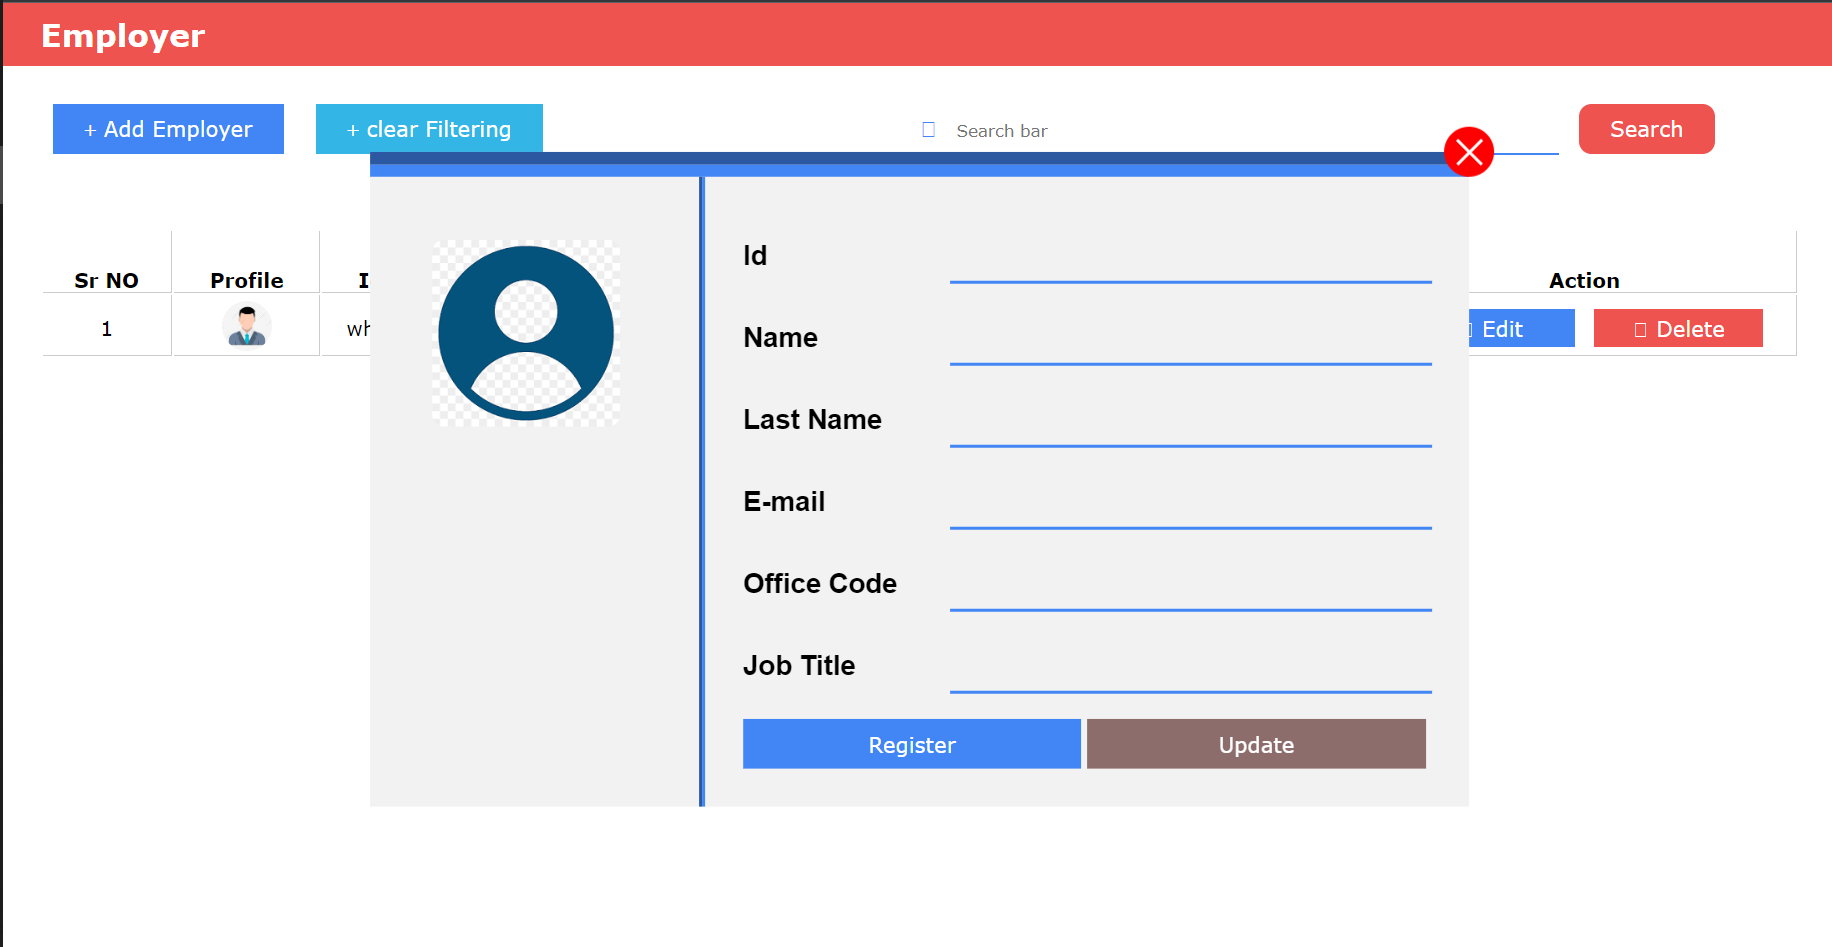 Employer
+ Add Employer
+ clear Filtering
Search bar
Search
Sr NO
Profile
Action
1
Edit
Delete
Id
Name
Last Name
E-mail
Office Code
Job Title
Register
Update